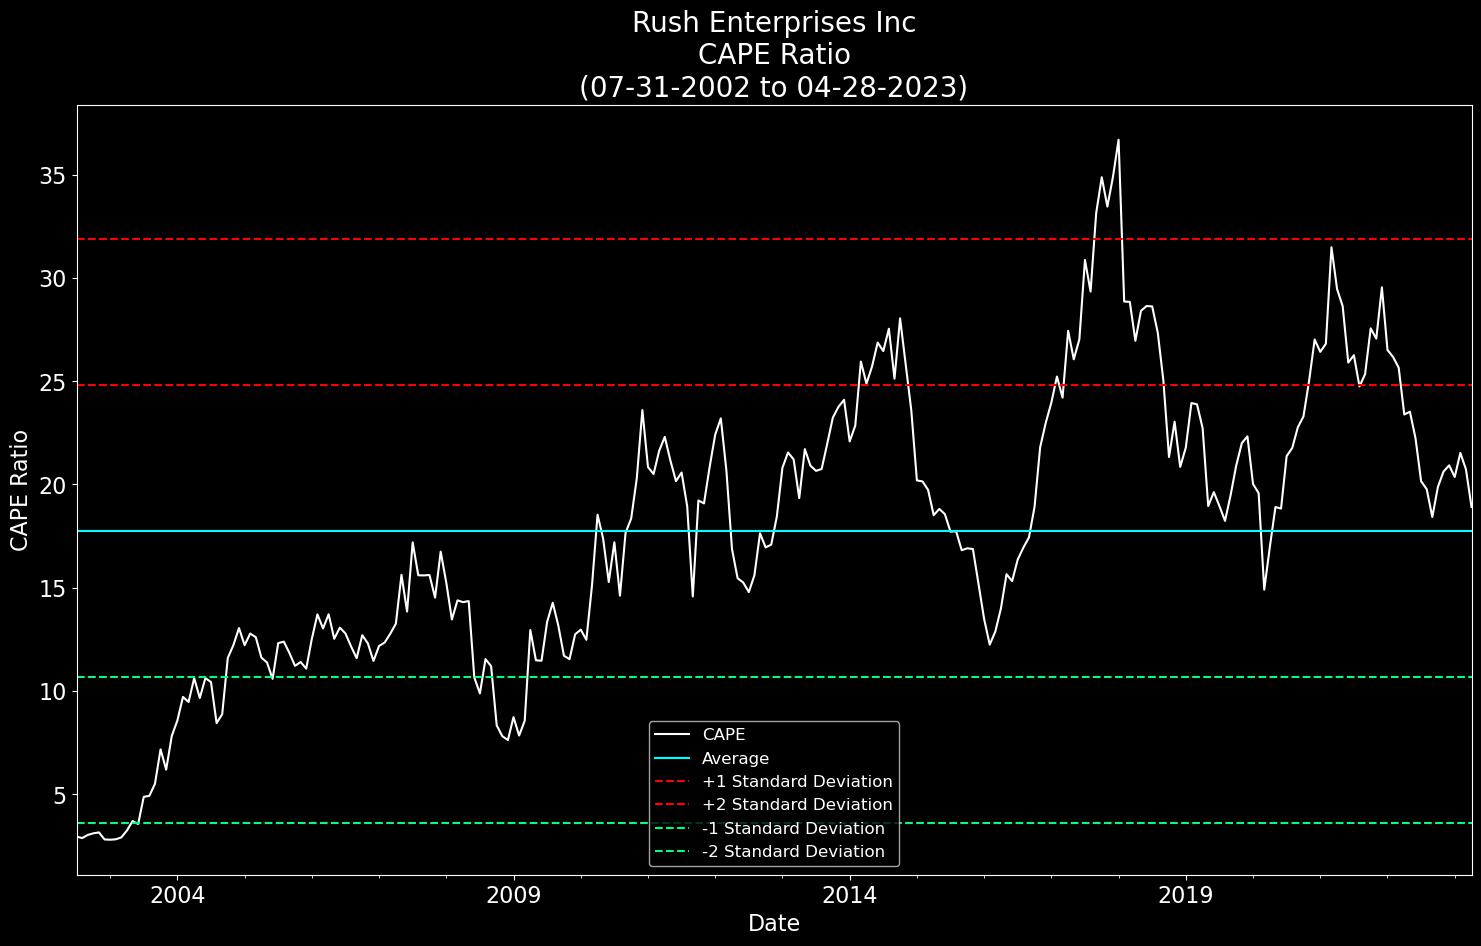 Rush Enterprises Inc
CAPE Ratio
(07-31-2002 to 04-28-2023)
CAPE Ratio
35
30
25
20
15
10
5
CAPE
Average
+1 Standard Deviation
+2 Standard Deviation
-1 Standard Deviation
-2 Standard Deviation
2004 2009 2014 2019
Date